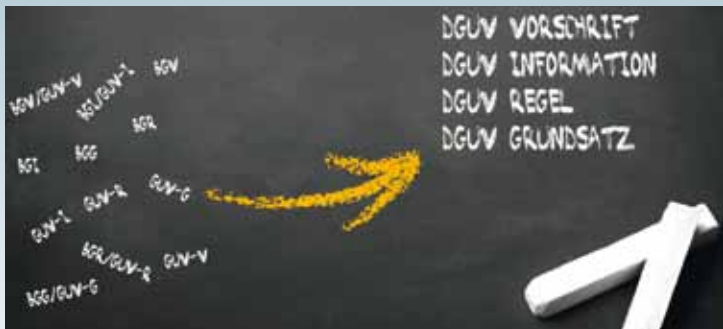 BGV/GUV-V
BGI/GUV-I
BGV
BGR
BGI
BGG
GUV-I
GUV-R
GUV-G
BGR/GUV-R
GUV-V
BGG/GUV-G
DGUV VORSCHRIFT
DGUV INFORMATION
DGUV REGEL
DGUV GRUNDSATZ